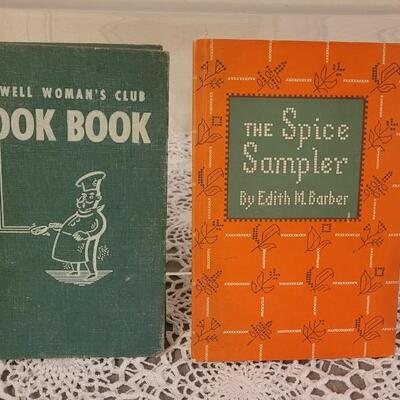 WELL WOMAN'S CLUB
OOK BOOK
THE Spice
Sampler
By Edith M. Barber